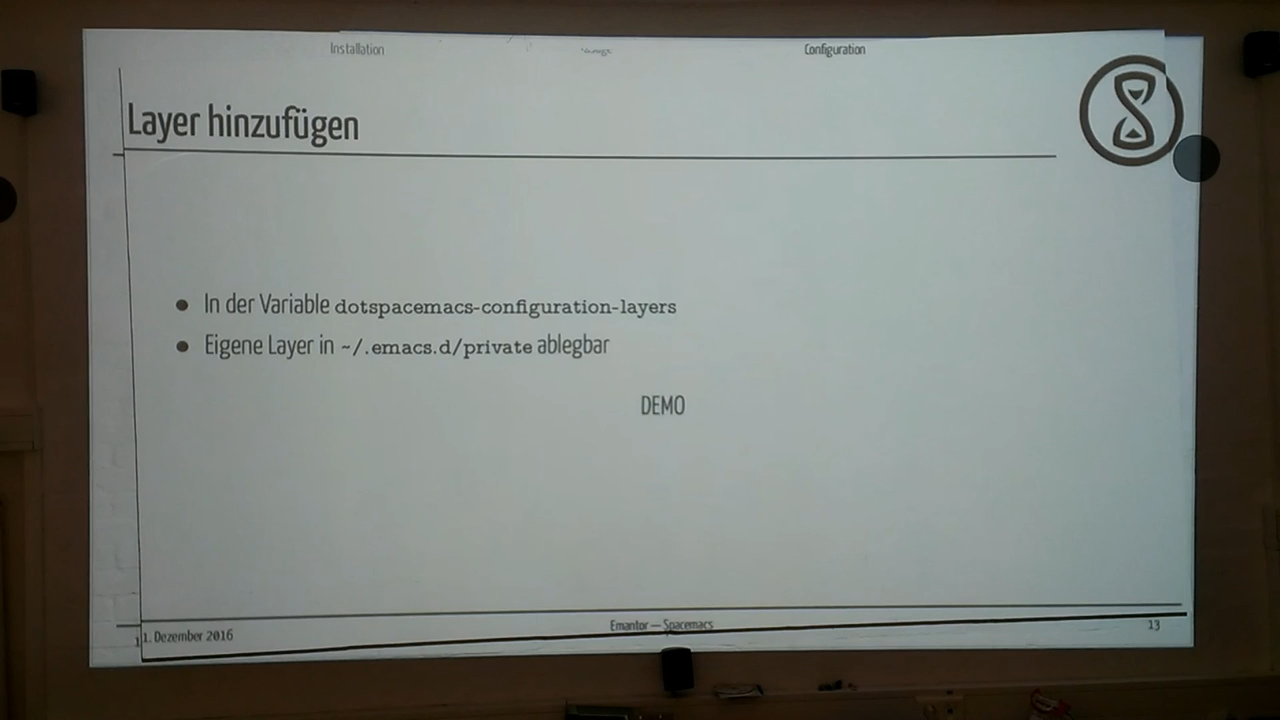 Installation
Configuration
Layer hinzufügen
In der Variable dotspacemacs-configuration-layers
Eigene Layer in ~/.emacs.d/private ablegbar
DEMO
1. Dezember 2016
Emantor — Spacemacs
13